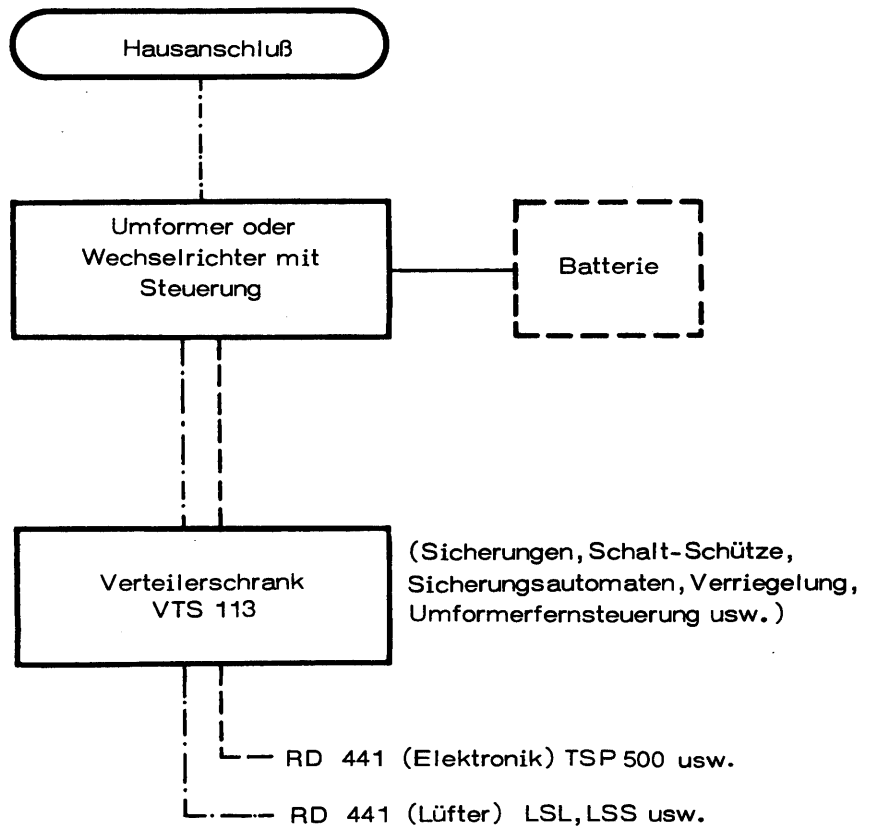 Hausanschluß
Umformer oder
Wechselrichter mit
Steuerung
Batterie
Verteilerschrank
VTS 113
(Sicherungen, Schalt-Schütze,
Sicherungsautomaten, Verriegelung,
Umformerfernsteuerung usw.)
RD 441 (Elektronik) TSP 500 usw.
RD 441 (Lüfter) LSL, LSS usw.